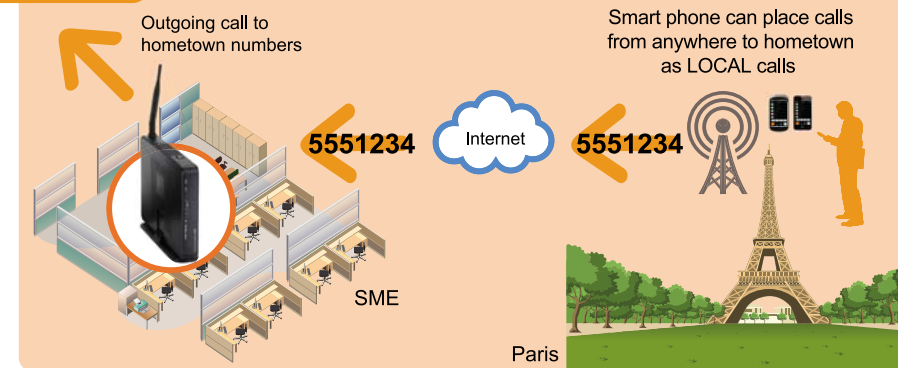 Outgoing call to
hometown numbers
Smart phone can place calls
from anywhere to hometown
as LOCAL calls
5551234
Internet
5551234
SME
Paris